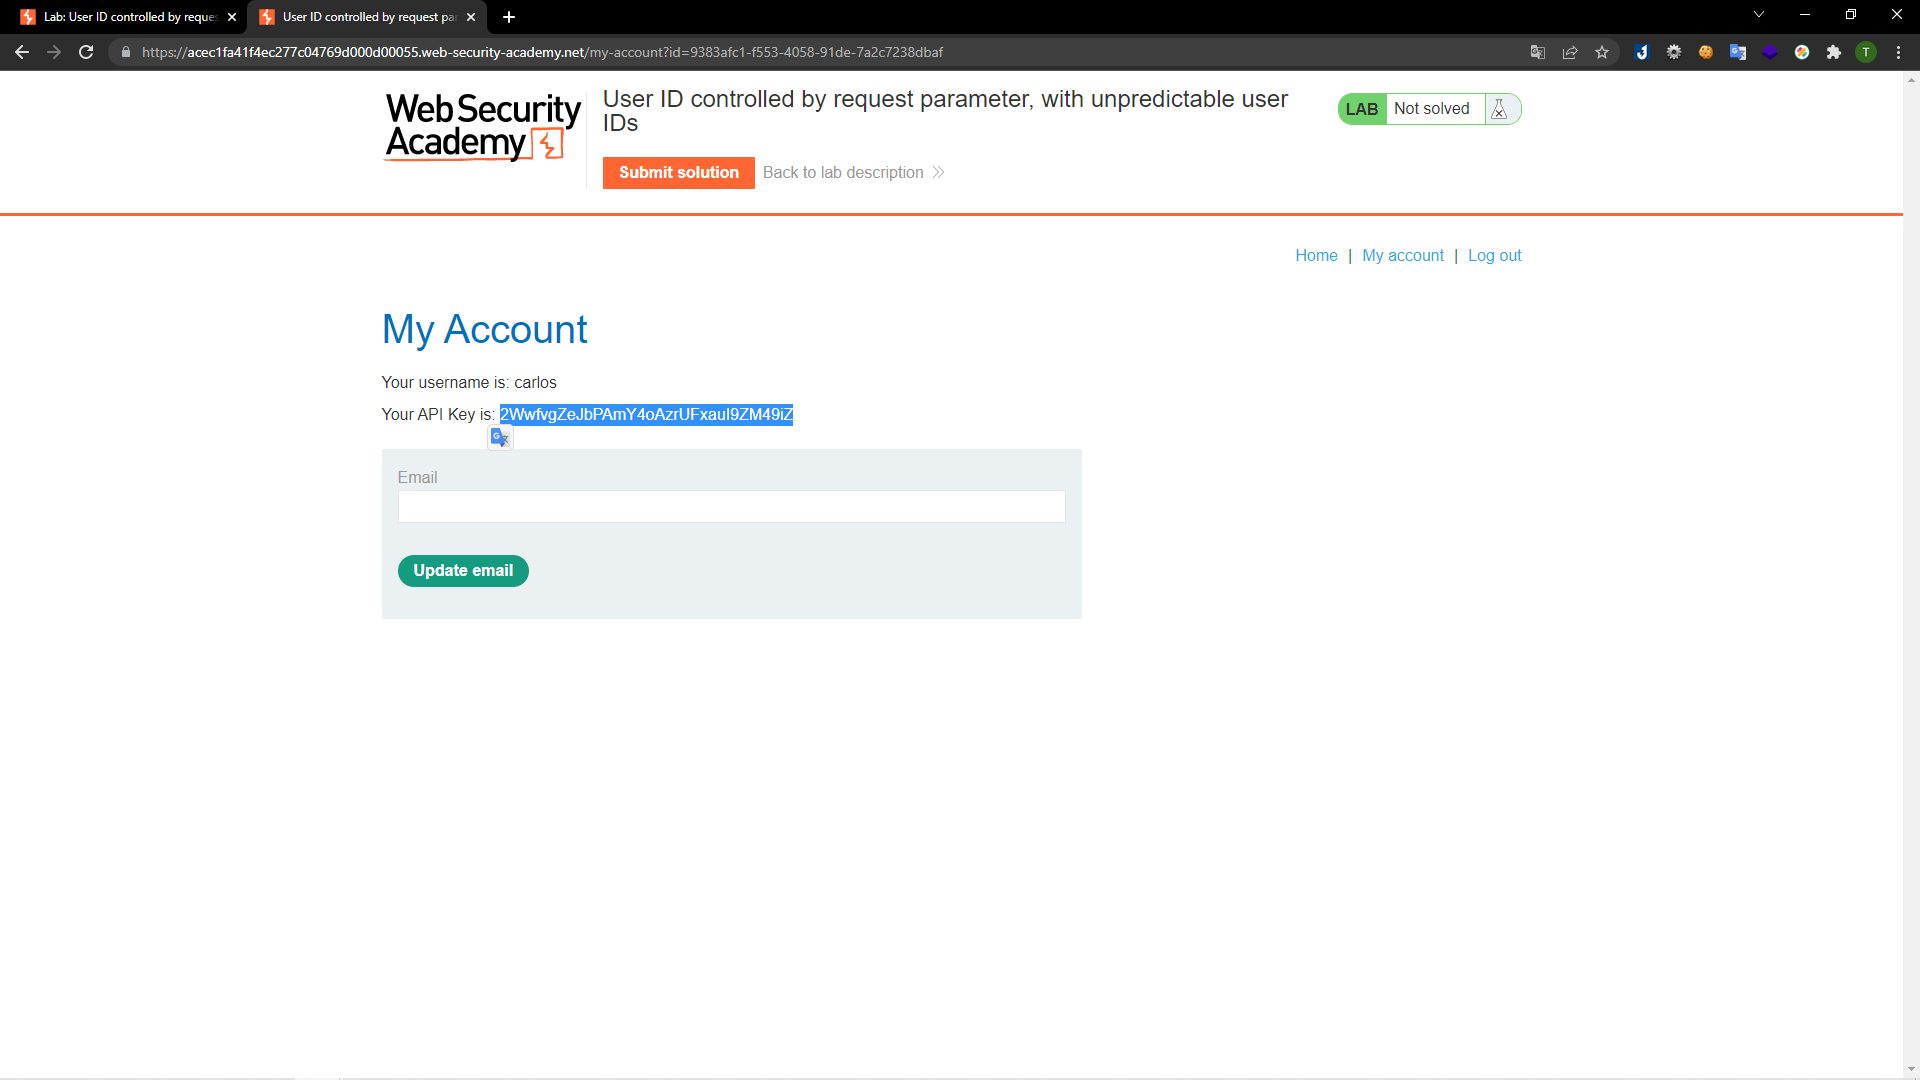 Lab: User ID controlled by reques
User ID controlled by request par
https://acec1fa41f4ec277c04769d000d00055.web-security-academy.net/my-account?id=9383afc1-f553-4058-91de-7a2c7238dbaf
T
Web Security
Academy
User ID controlled by request parameter, with unpredictable user
IDs
LAB Not solved
Submit solution Back to lab description
Home | My account | Log out
My Account
Your username is: carlos
Your API Key is: 2WwfvgZeJbPAmY4oAzrUFxauI9ZM49iZ
Email
Update email